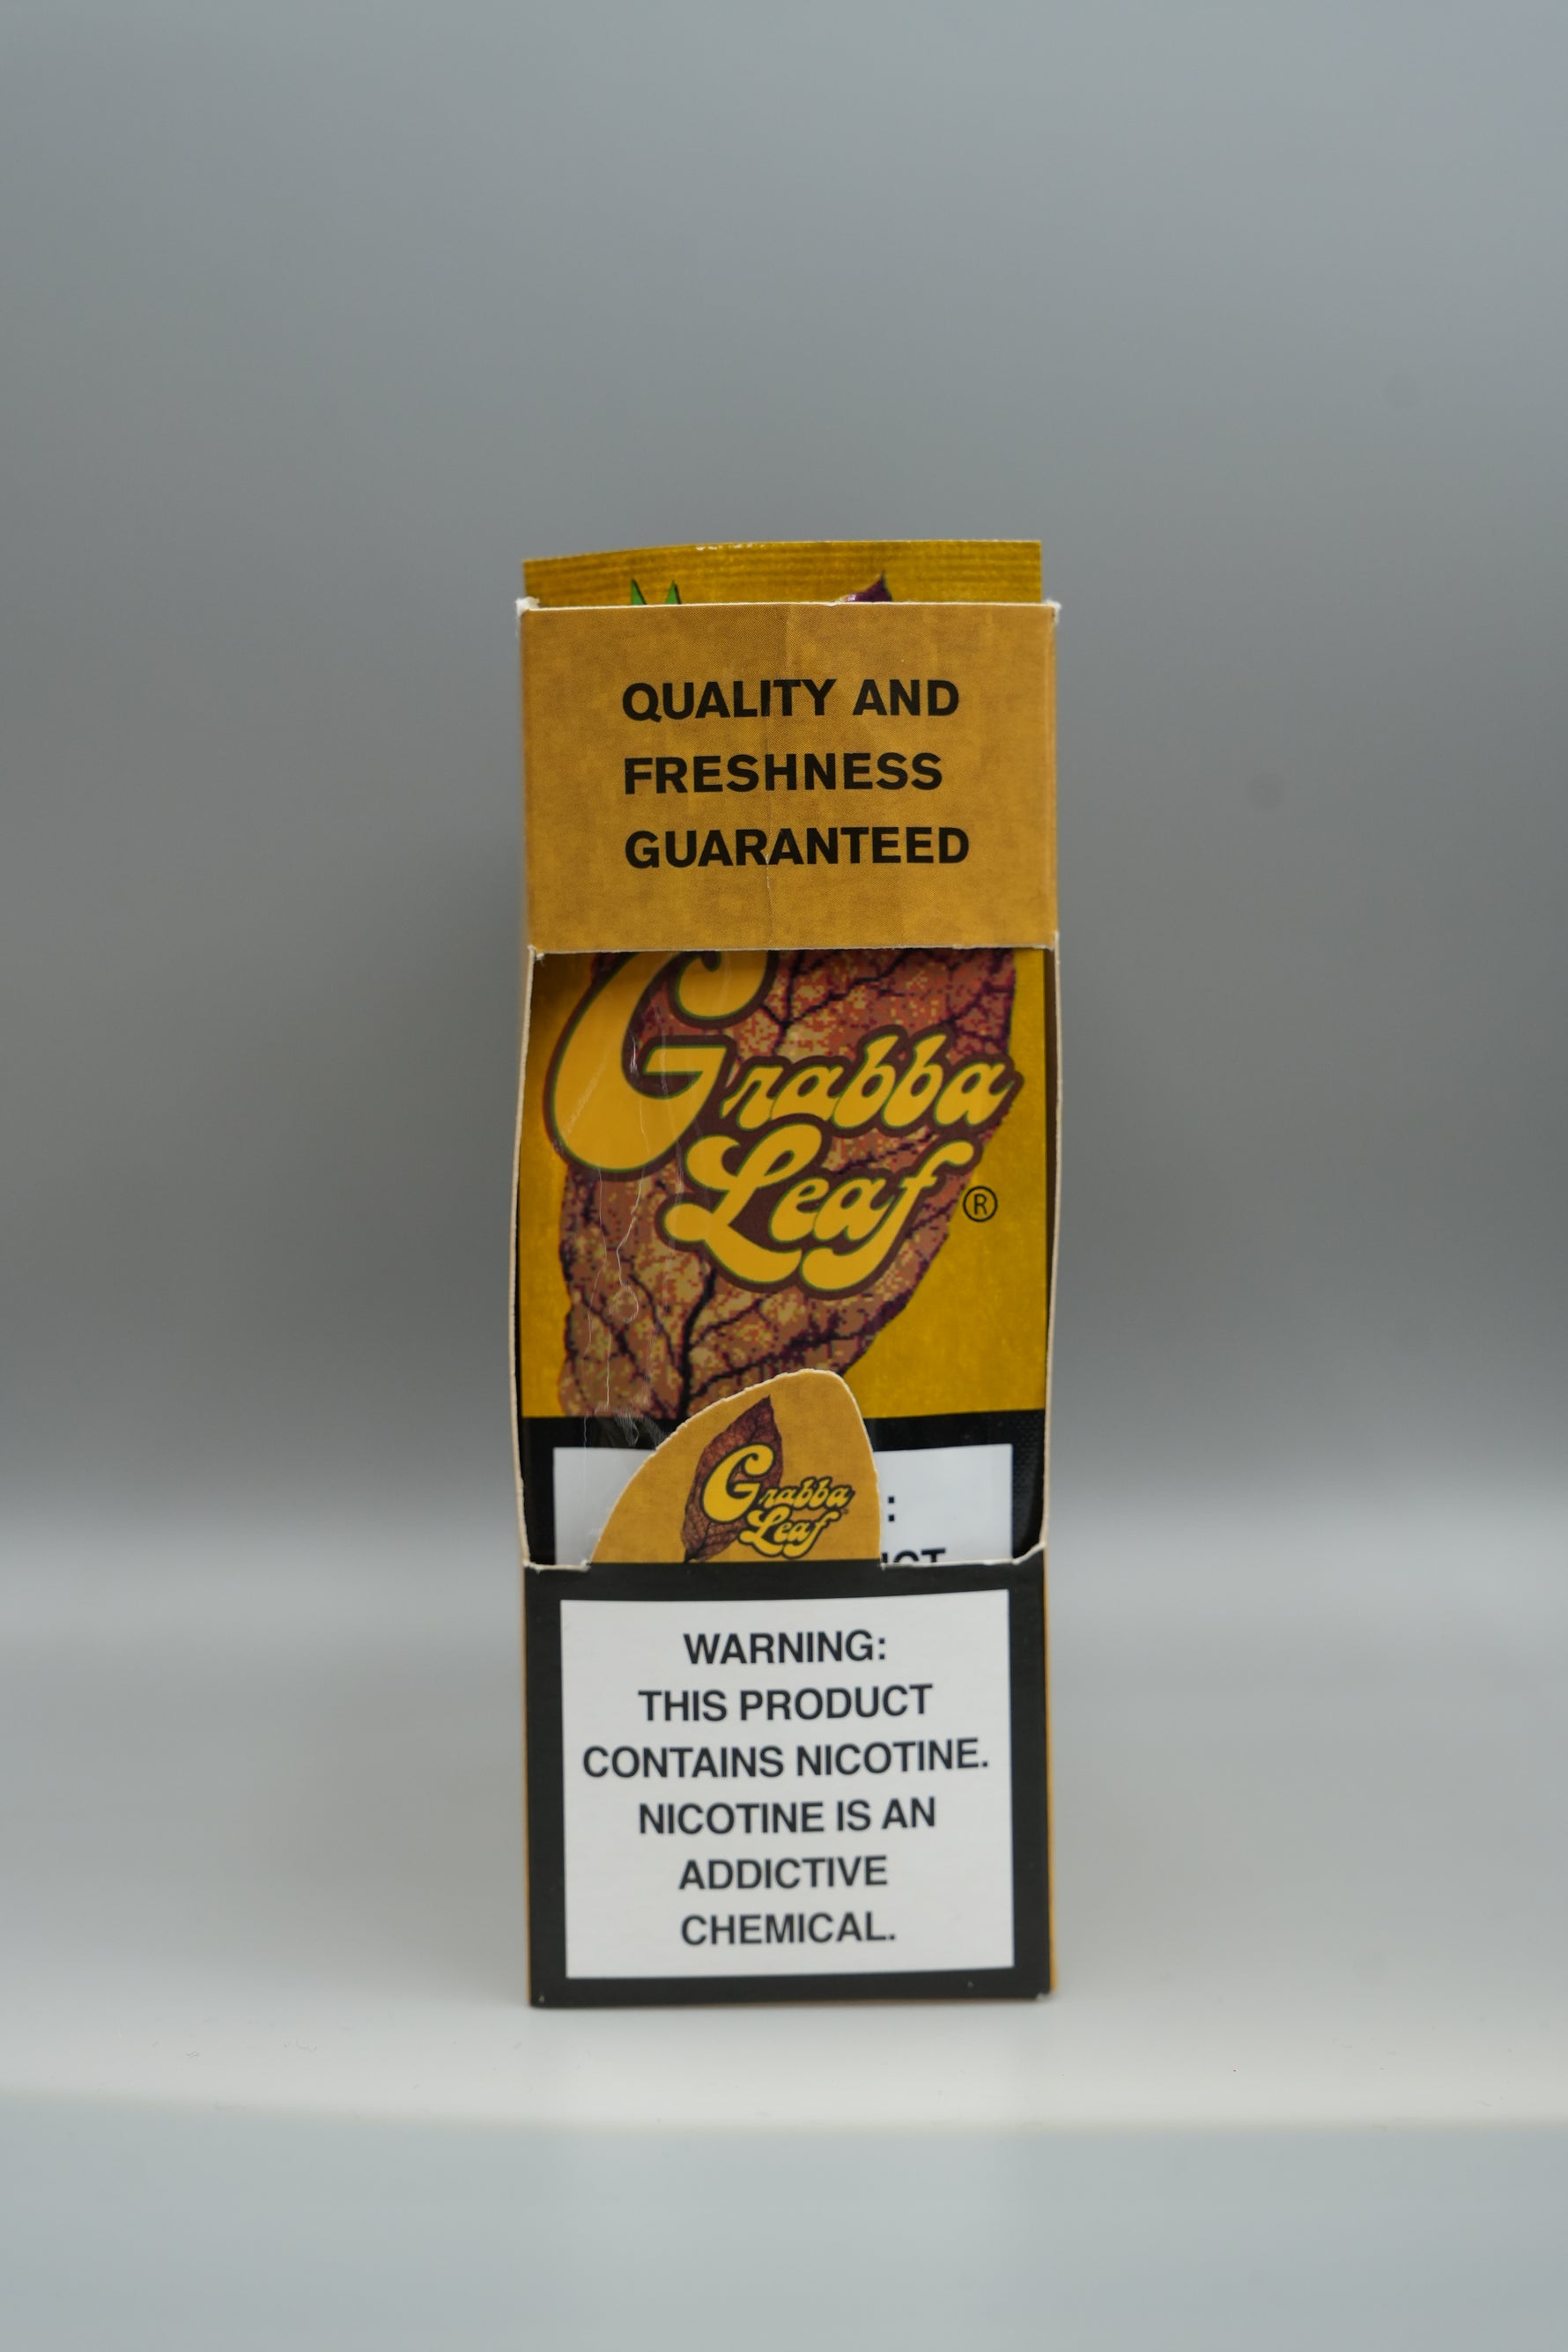 QUALITY AND
FRESHNESS
GUARANTEED
Grabba
Leaf ®
Grabba
Leaf
WARNING:
THIS PRODUCT
CONTAINS NICOTINE.
NICOTINE IS AN
ADDICTIVE
CHEMICAL.